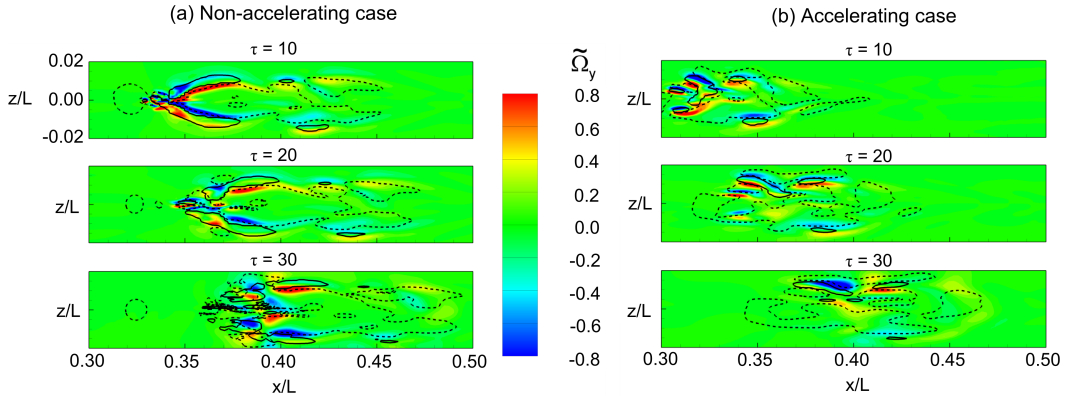 (a) Non-accelerating case
τ = 10
0.02
z/L
0.00
-0.02
τ = 20
z/L
τ = 30
z/L
0.30
0.35
0.40
0.45
0.50
x/L
Ω̃y
0.8
0.6
0.4
0.2
0.0
-0.2
-0.4
-0.6
-0.8
(b) Accelerating case
τ = 10
z/L
τ = 20
z/L
τ = 30
z/L
0.30
0.35
0.40
0.45
0.50
x/L